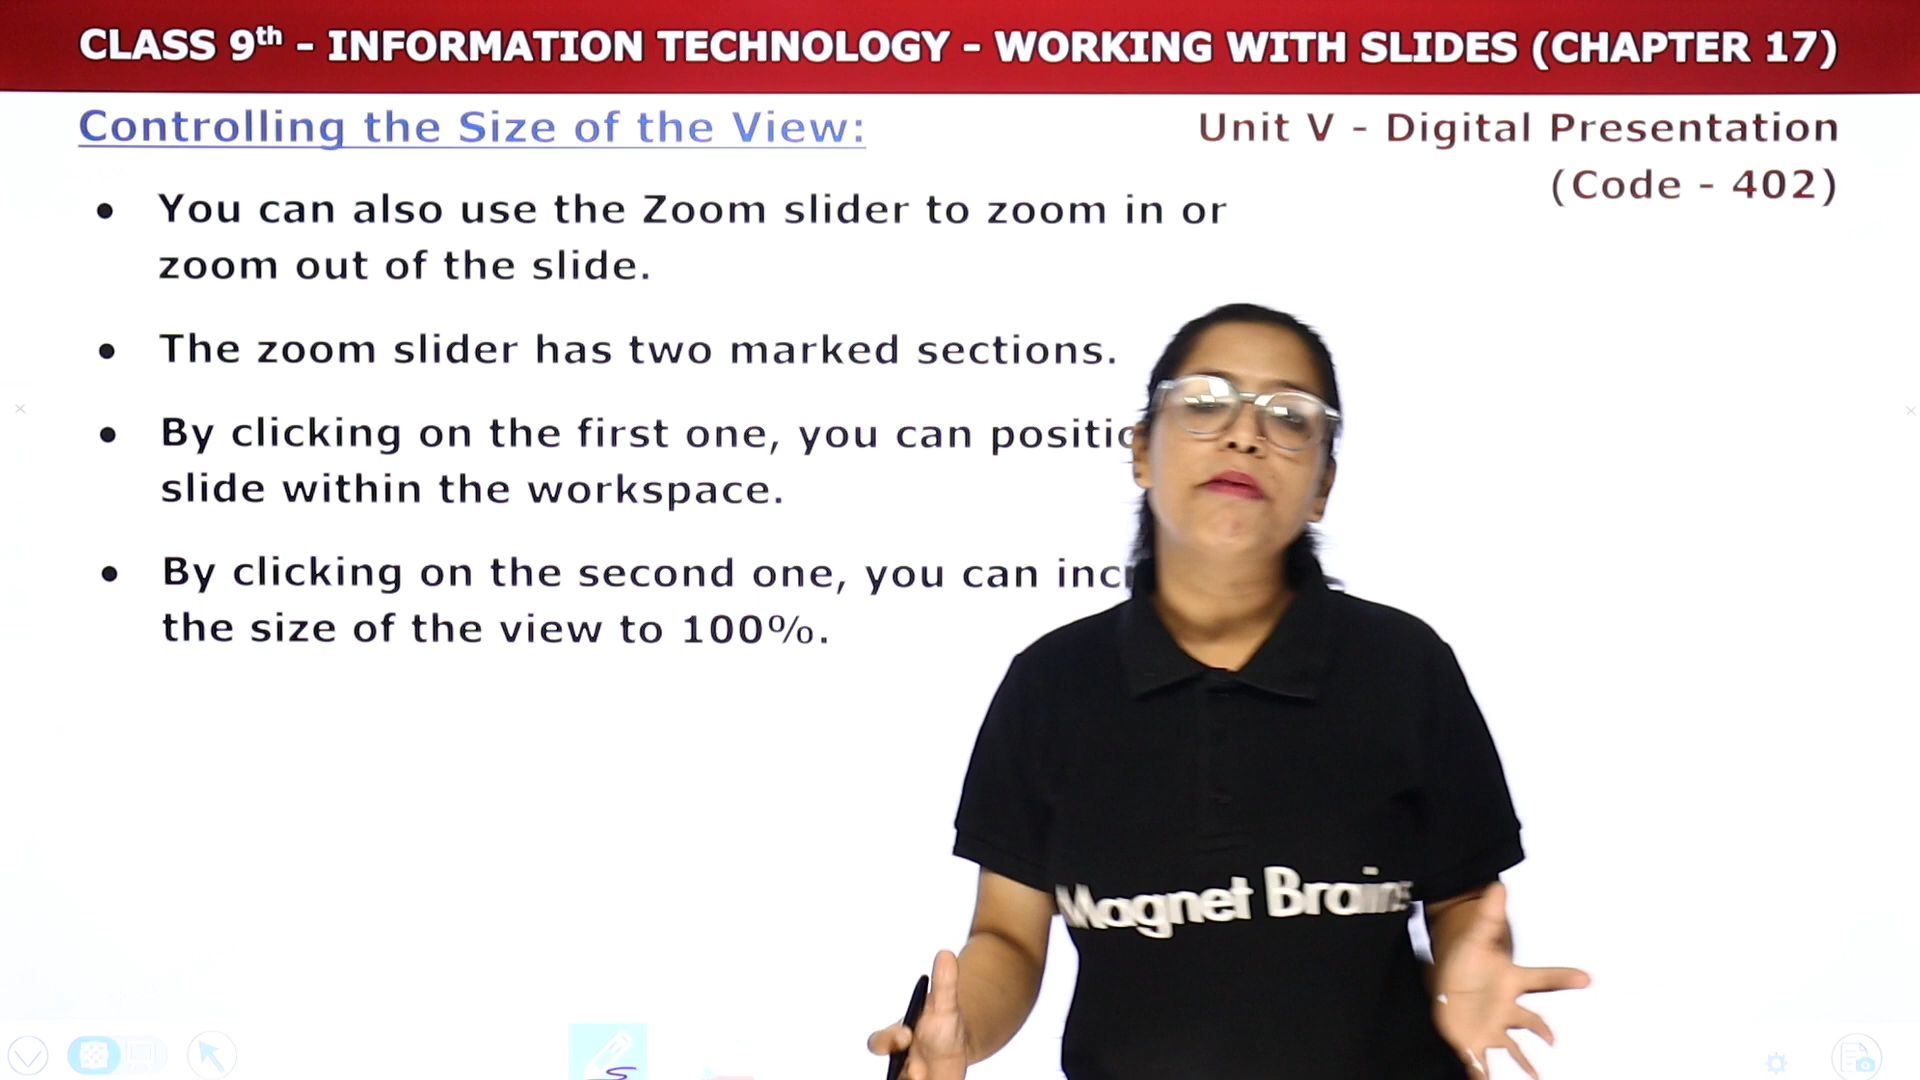 CLASS 9th - INFORMATION TECHNOLOGY - WORKING WITH SLIDES (CHAPTER 17)
Controlling the Size of the View:
Unit V - Digital Presentation
(Code - 402)
• You can also use the Zoom slider to zoom in or
zoom out of the slide.
• The zoom slider has two marked sections.
• By clicking on the first one, you can
slide within the workspace.
• By clicking on the second one, you can
the size of the view to 100%.
Magnet Brains